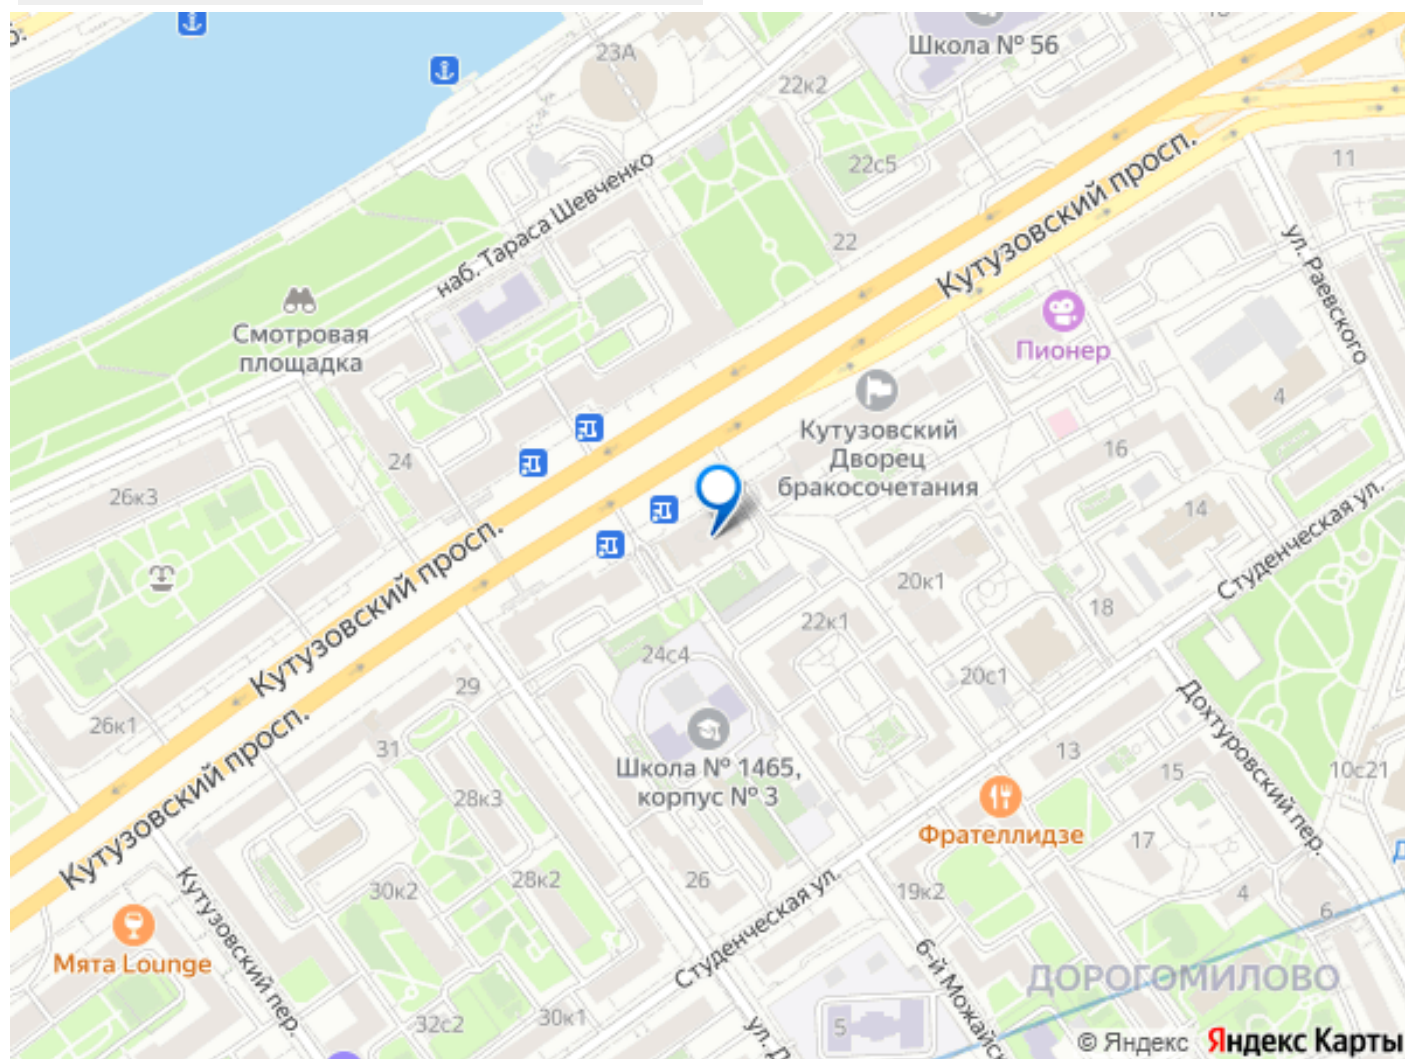 23А
Школа № 56
22к2
22с5
наб. Тараса Шевченко
22
Кутузовский просп.
11
ул. Раевского
Смотровая
площадка
Пионер
4
Кутузовский
Дворец
бракосочетания
16
24
26к3
14
Студенческая ул.
Кутузовский просп.
20к1
18
22к1
24с4
20с1
29
26к1
31
Кутузовский просп.
Школа № 1465,
корпус № 3
Дохтуровский пер.
13
15
10с21
28к3
Фрателлидзе
17
28к2
26
30к2
19к2
4
6
Студенческая ул.
Мята Lounge
Кутузовский пер.
6-й Можайс
ДОРОГОМИЛОВО
32с2
30к1
5
© Яндекс Яндекс Карты